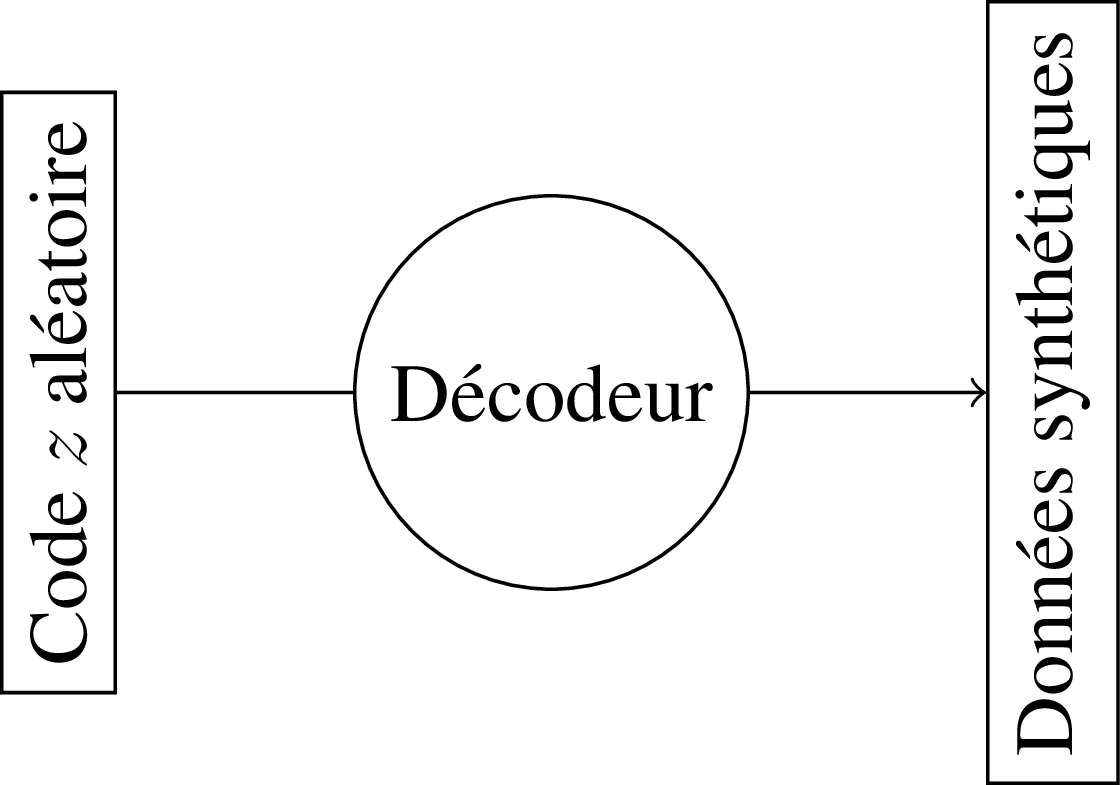 Code z aléatoire
Décodeur
Données synthétiques